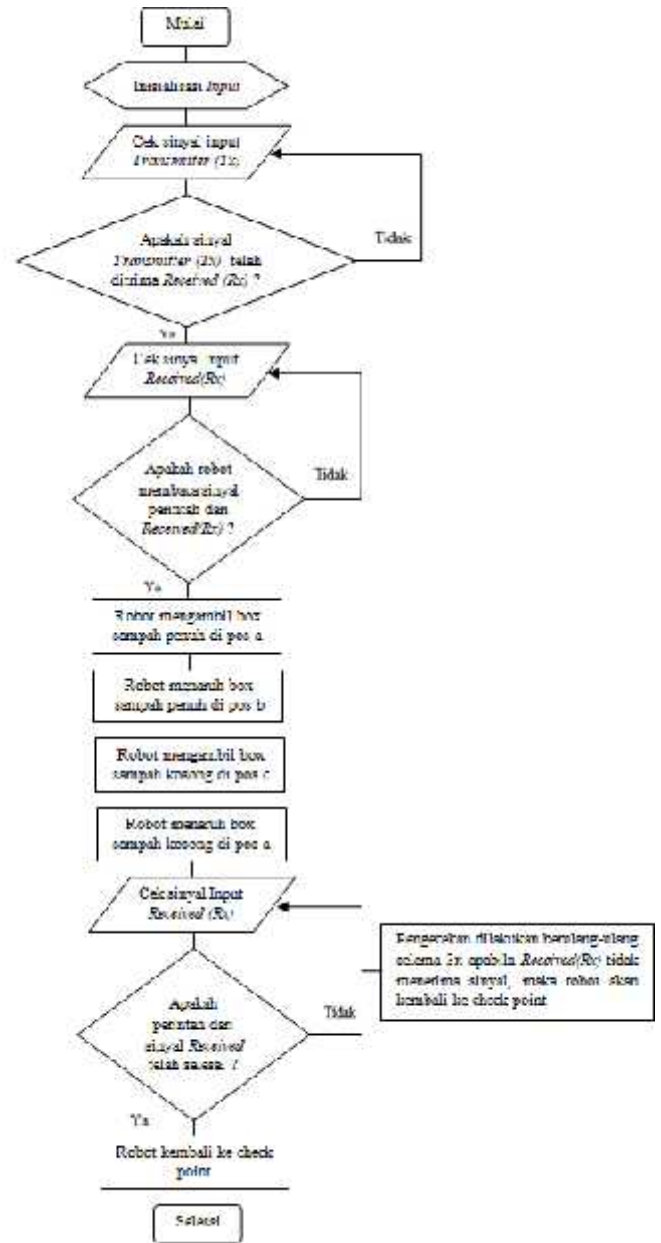 Mulai
Inisialisasi Input
Cek sinyal input
Transmitter (Tx)
Apakah sinyal
Transmitter (Tx) telah
diterima Received (Rx) ?
Tidak
Ya
Cek sinyal input
Received(Rx)
Apakah robot
membaca sinyal
perintah dari
Received(Rx) ?
Tidak
Ya
Robot mengambil box
sampah penuh di pos a
Robot menaruh box
sampah penuh di pos b
Robot mengambil box
sampah kosong di pos c
Robot menaruh box
sampah kosong di pos a
Cek sinyal Input
Received (Rx)
Pengecekan dilakukan berulang-ulang
selama 2x apabila Received(Rx) tidak
menerima sinyal, maka robot akan
kembali ke check point
Apakah
perintah dari
sinyal Received
telah selesai ?
Tidak
Ya
Robot kembali ke check
point
Selesai